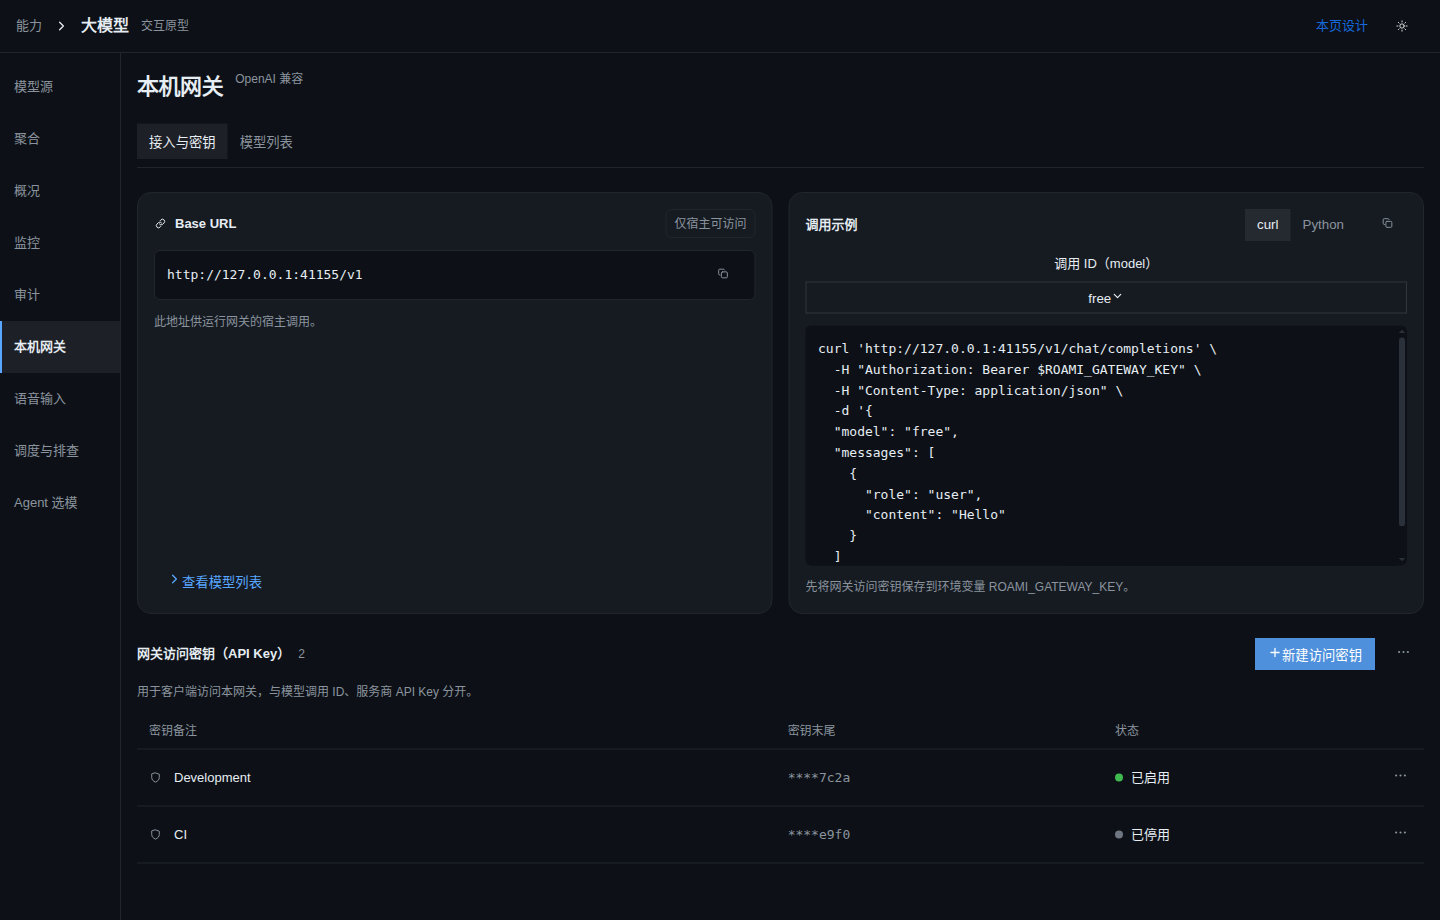 能力 大模型 交互原型 本页设计
模型源
聚合
概况
监控
审计
本机网关
语音输入
调度与排查
Agent 选模
本机网关 OpenAI 兼容
接入与密钥 模型列表
Base URL 仅宿主可访问
http://127.0.0.1:41155/v1
此地址供运行网关的宿主调用。
查看模型列表
调用示例 curl Python
调用 ID（model）
free
curl 'http://127.0.0.1:41155/v1/chat/completions' \
  -H "Authorization: Bearer $ROAMI_GATEWAY_KEY" \
  -H "Content-Type: application/json" \
  -d '{
  "model": "free",
  "messages": [
    {
      "role": "user",
      "content": "Hello"
    }
  ]
先将网关访问密钥保存到环境变量 ROAMI_GATEWAY_KEY。
网关访问密钥（API Key） 2 新建访问密钥
用于客户端访问本网关，与模型调用 ID、服务商 API Key 分开。
密钥备注 密钥末尾 状态
Development ****7c2a 已启用
CI ****e9f0 已停用